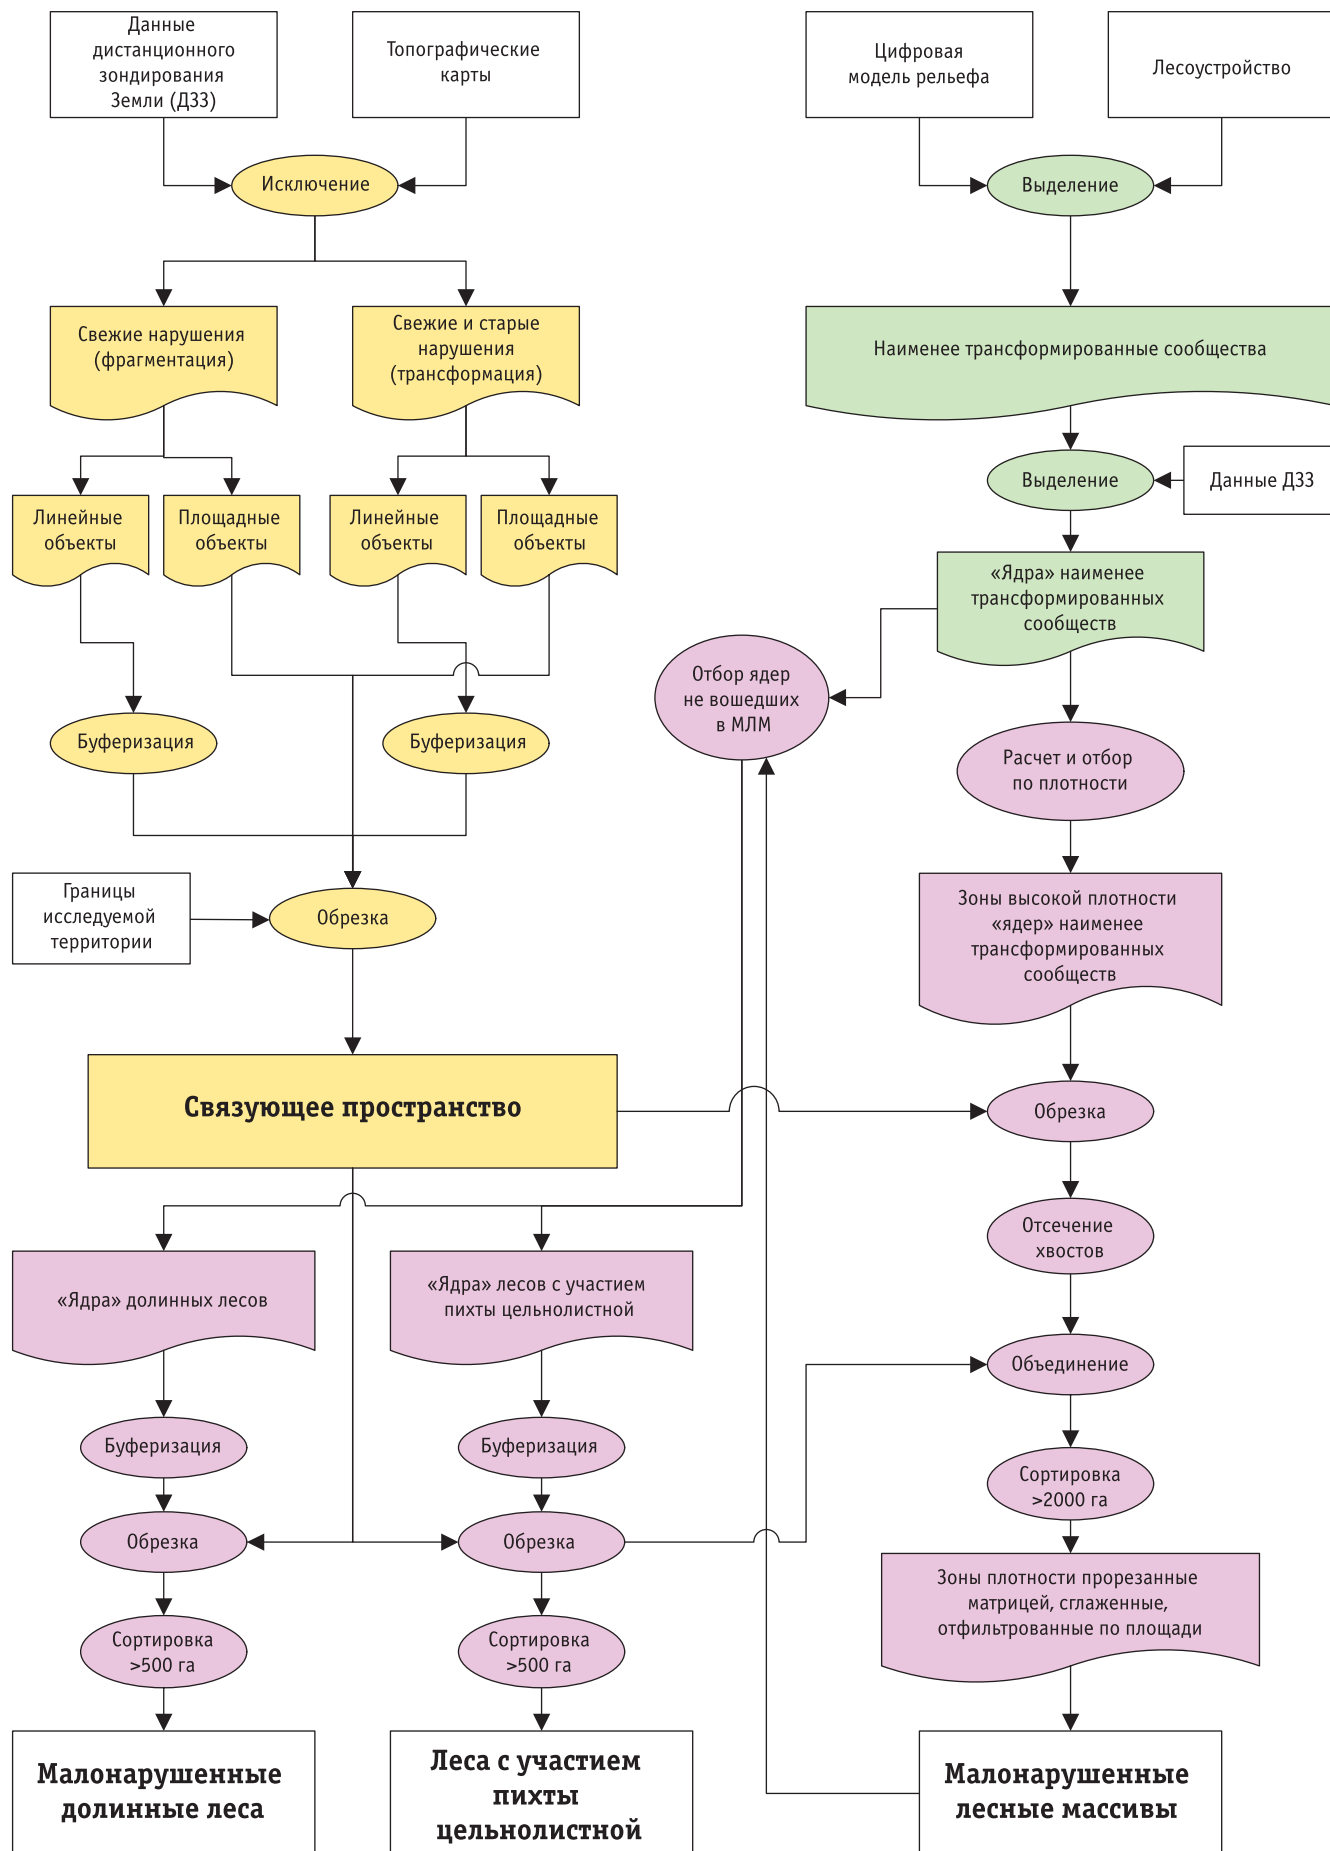 Данные
дистанционного
зондирования
Земли (ДЗЗ)
Топографические
карты
Цифровая
модель рельефа
Лесоустройство
Исключение
Выделение
Свежие нарушения
(фрагментация)
Свежие и старые
нарушения
(трансформация)
Наименее трансформированные сообщества
Выделение
Данные ДЗЗ
Линейные
объекты
Площадные
объекты
Линейные
объекты
Площадные
объекты
«Ядра» наименее
трансформированных
сообществ
Отбор ядер
не вошедших
в МЛМ
Буферизация
Буферизация
Расчет и отбор
по плотности
Границы
исследуемой
территории
Обрезка
Зоны высокой плотности
«ядер» наименее
трансформированных
сообществ
Связующее пространство
Обрезка
Отсечение
хвостов
«Ядра» долинных лесов
«Ядра» лесов с участием
пихты цельнолистной
Объединение
Буферизация
Буферизация
Сортировка
>2000 га
Обрезка
Обрезка
Зоны плотности прорезанные
матрицей, сглаженные,
отфильтрованные по площади
Сортировка
>500 га
Сортировка
>500 га
Малонарушенные
долинные леса
Леса с участием
пихты
цельнолистной
Малонарушенные
лесные массивы